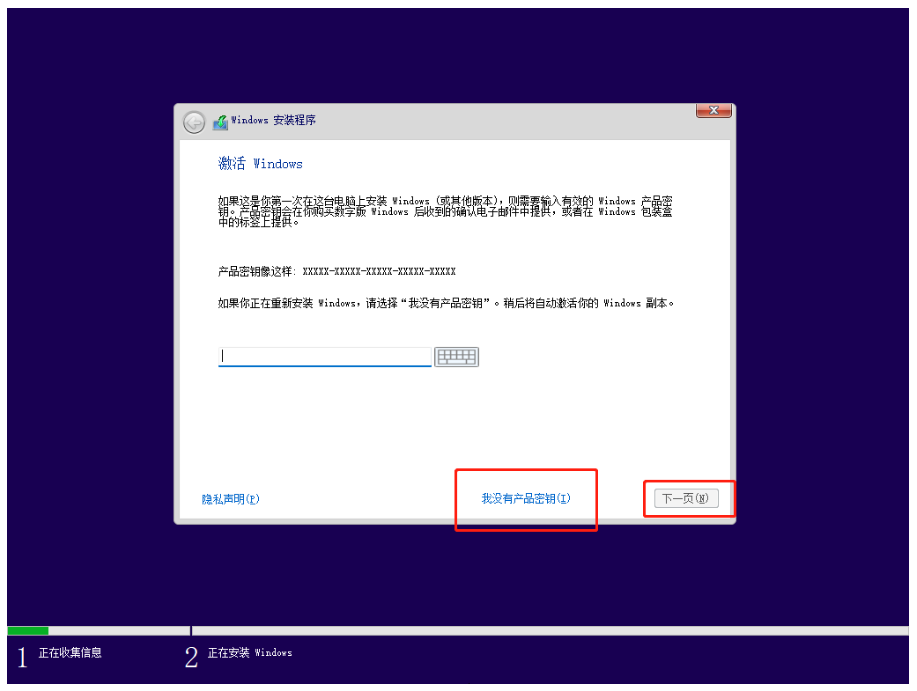 Windows 安装程序
激活 Windows
如果这是你第一次在这台电脑上安装 Windows (或其他版本)，则需要输入有效的 Windows 产品密
钥。产品密钥会在你购买数字版 Windows 后收到的确认电子邮件中提供，或者在 Windows 包装盒
中的标签上提供。
产品密钥像这样: XXXXX-XXXXX-XXXXX-XXXXX-XXXXX
如果你正在重新安装 Windows，请选择“我没有产品密钥”。稍后将自动激活你的 Windows 副本。
隐私声明(P) 我没有产品密钥(I) 下一页(N)
1 正在收集信息 2 正在安装 Windows